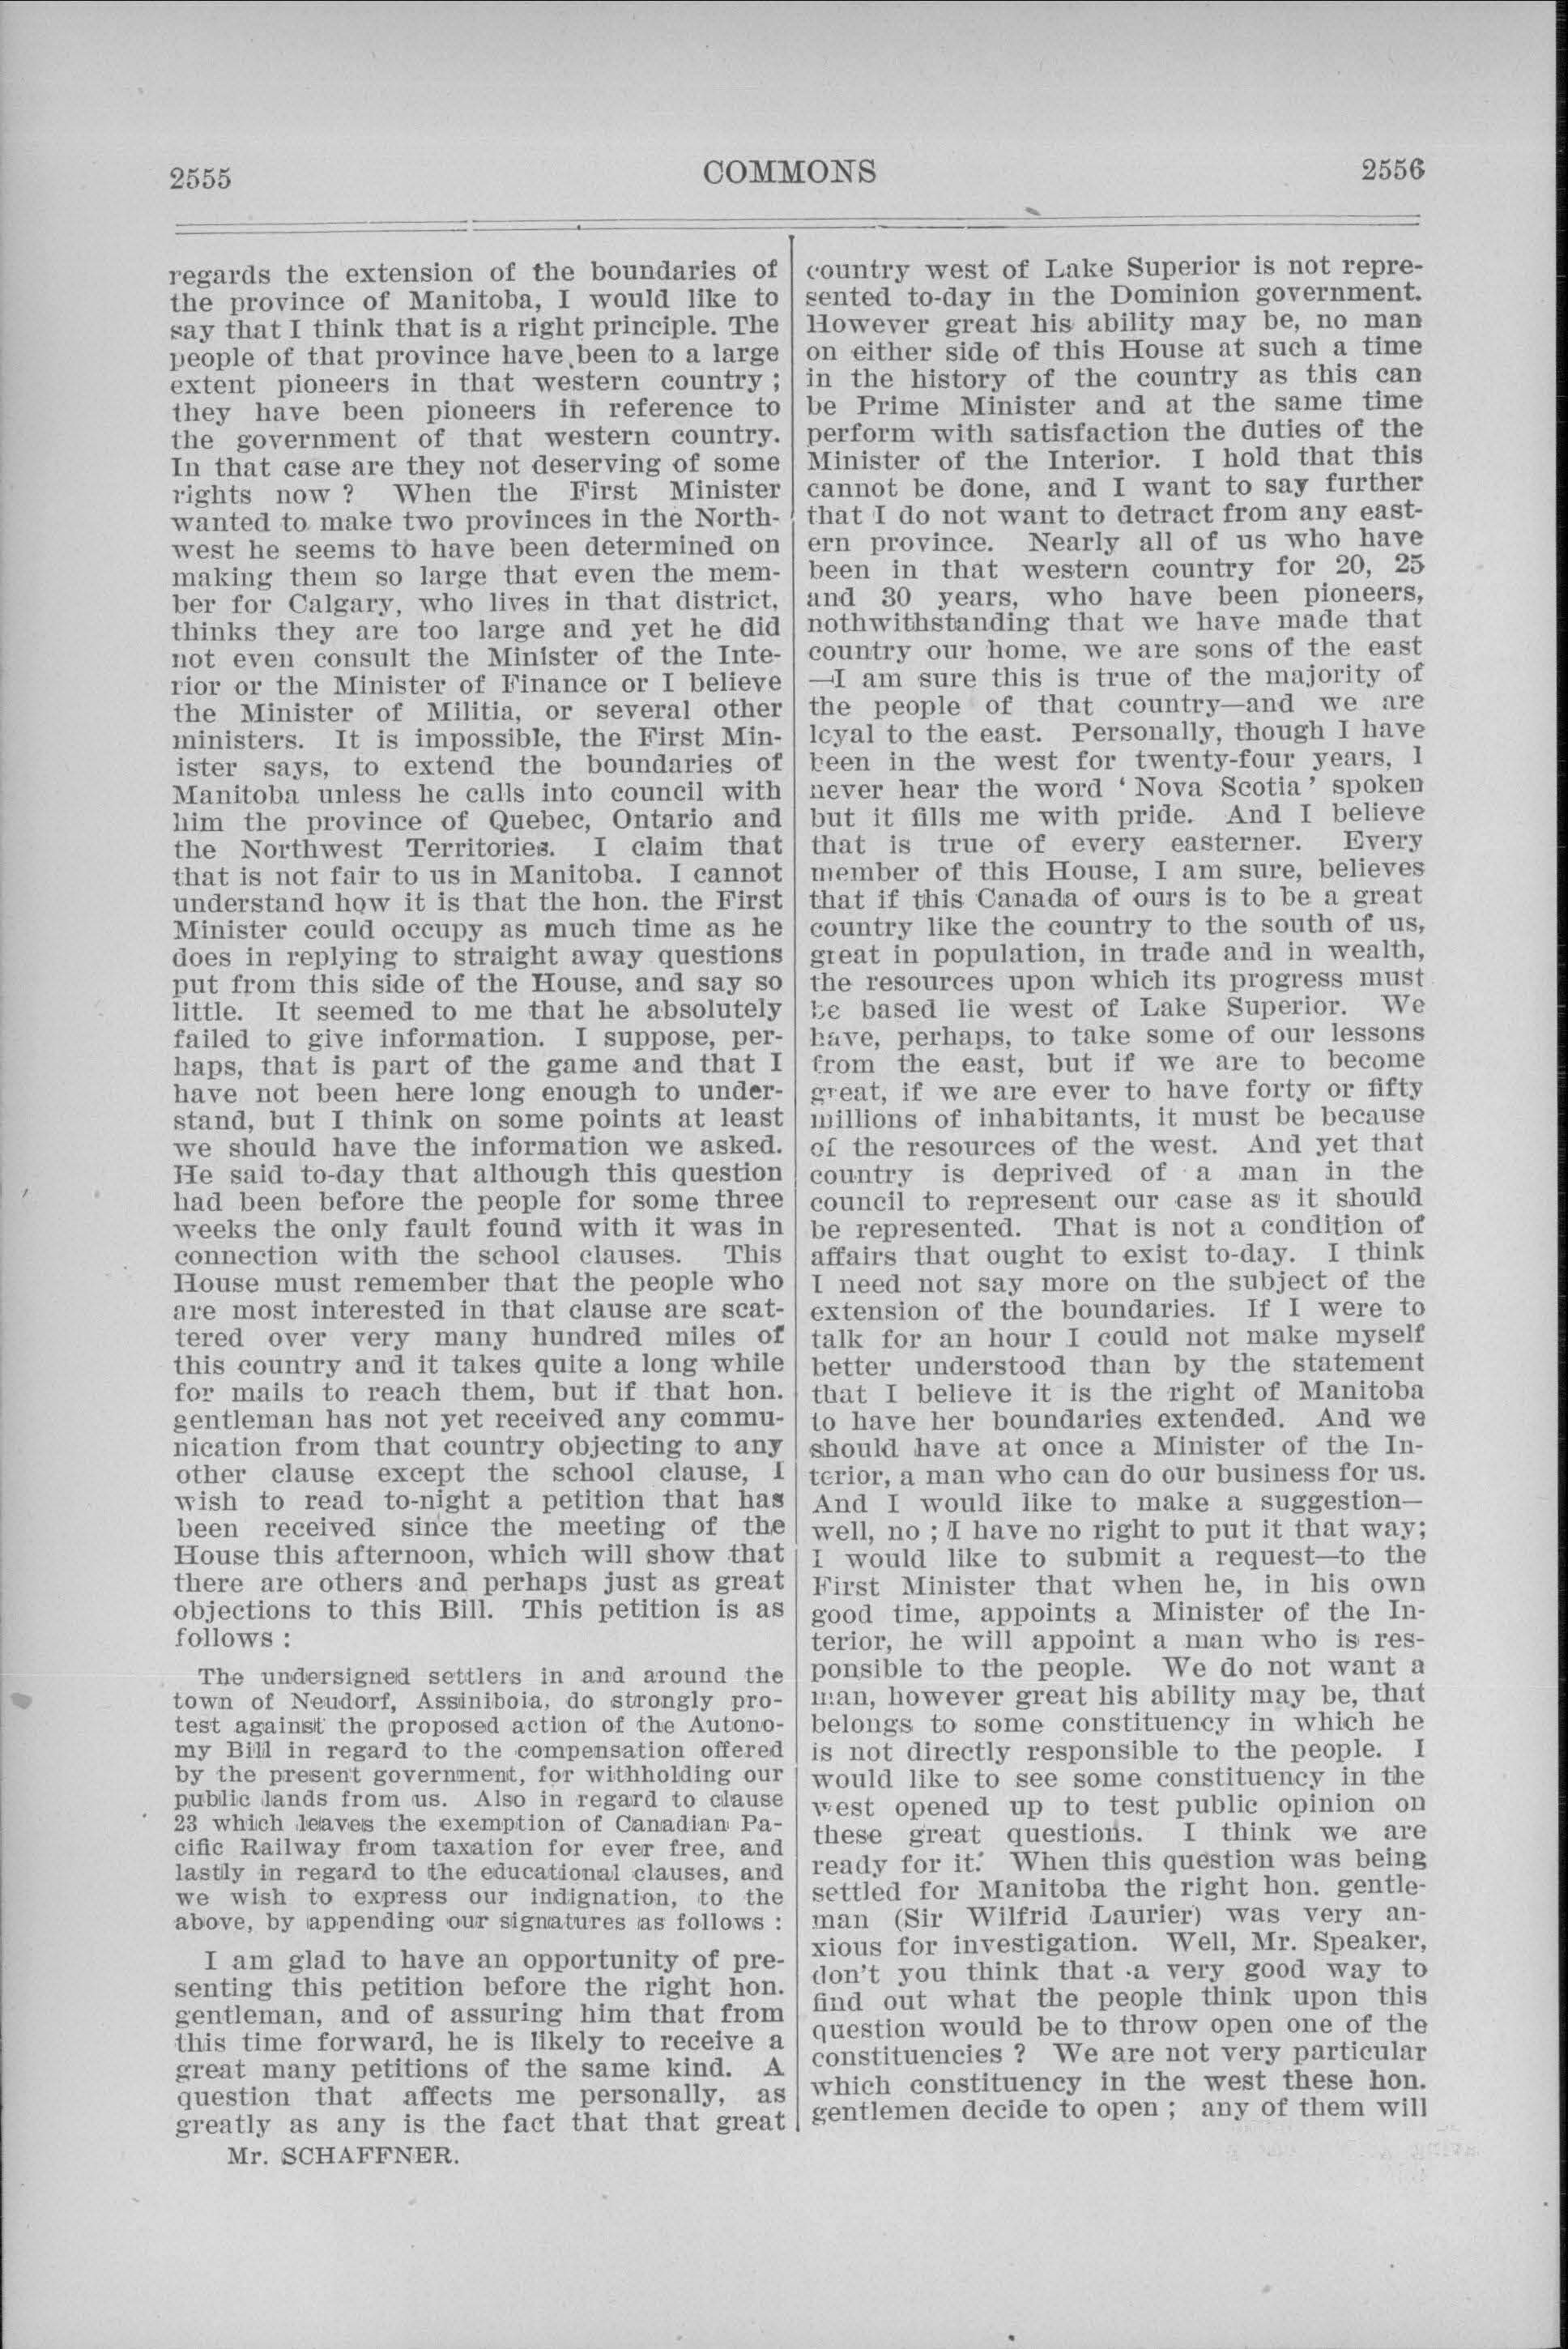 2555
COMMONS
2556
regards the extension of the boundaries of
the province of Manitoba, I would like to
say that I think that is a right principle. The
people of that province have been to a large
extent pioneers in that western country ;
they have been pioneers in reference to
the government of that western country.
In that case are they not deserving of some
rights now ? When the First Minister
wanted to make two provinces in the North-
west he seems to have been determined on
making them so large that even the mem-
ber for Calgary, who lives in that district,
thinks they are too large and yet he did
not even consult the Minister of the Inte-
rior or the Minister of Finance or I believe
the Minister of Militia, or several other
ministers. It is impossible, the First Min-
ister says, to extend the boundaries of
Manitoba unless he calls into council with
him the province of Quebec, Ontario and
the Northwest Territories. I claim that
that is not fair to us in Manitoba. I cannot
understand how it is that the hon. the First
Minister could occupy as much time as he
does in replying to straight away questions
put from this side of the House, and say so
little. It seemed to me that he absolutely
failed to give information. I suppose, per-
haps, that is part of the game and that I
have not been here long enough to under-
stand, but I think on some points at least
we should have the information we asked.
He said to-day that although this question
had been before the people for some three
weeks the only fault found with it was in
connection with the school clauses. This
House must remember that the people who
are most interested in that clause are scat-
tered over very many hundred miles of
this country and it takes quite a long while
for mails to reach them, but if that hon.
gentleman has not yet received any commu-
nication from that country objecting to any
other clause except the school clause, I
wish to read to-night a petition that has
been received since the meeting of the
House this afternoon, which will show that
there are others and perhaps just as great
objections to this Bill. This petition is as
follows :
The undersigned settlers in and around the
town of Neudorf, Assiniboia, do strongly pro-
test against the proposed action of the Autono-
my Bill in regard to the compensation offered
by the present government, for withholding our
public lands from us. Also in regard to clause
23 which leaves the exemption of Canadian Pa-
cific Railway from taxation for ever free, and
lastly in regard to the educational clauses, and
we wish to express our indignation, to the
above, by appending our signatures as follows :
I am glad to have an opportunity of pre-
senting this petition before the right hon.
gentleman, and of assuring him that from
this time forward, he is likely to receive a
great many petitions of the same kind. A
question that affects me personally, as
greatly as any is the fact that that great
Mr. SCHAFFNER.
country west of Lake Superior is not repre-
sented to-day in the Dominion government.
However great his ability may be, no man
on either side of this House at such a time
in the history of the country as this can
be Prime Minister and at the same time
perform with satisfaction the duties of the
Minister of the Interior. I hold that this
cannot be done, and I want to say further
that I do not want to detract from any east-
ern province. Nearly all of us who have
been in that western country for 20, 25
and 30 years, who have been pioneers,
nothwithstanding that we have made that
country our home, we are sons of the east
—I am sure this is true of the majority of
the people of that country—and we are
loyal to the east. Personally, though I have
been in the west for twenty-four years, I
never hear the word ' Nova Scotia ' spoken
but it fills me with pride. And I believe
that is true of every easterner. Every
member of this House, I am sure, believes
that if this Canada of ours is to be a great
country like the country to the south of us,
great in population, in trade and in wealth,
the resources upon which its progress must
be based lie west of Lake Superior. We
have, perhaps, to take some of our lessons
from the east, but if we are to become
great, if we are ever to have forty or fifty
millions of inhabitants, it must be because
of the resources of the west. And yet that
country is deprived of a man in the
council to represent our case as it should
be represented. That is not a condition of
affairs that ought to exist to-day. I think
I need not say more on the subject of the
extension of the boundaries. If I were to
talk for an hour I could not make myself
better understood than by the statement
that I believe it is the right of Manitoba
to have her boundaries extended. And we
should have at once a Minister of the In-
terior, a man who can do our business for us.
And I would like to make a suggestion—
well, no ; I have no right to put it that way;
I would like to submit a request—to the
First Minister that when he, in his own
good time, appoints a Minister of the In-
terior, he will appoint a man who is res-
ponsible to the people. We do not want a
man, however great his ability may be, that
belongs to some constituency in which he
is not directly responsible to the people. I
would like to see some constituency in the
west opened up to test public opinion on
these great questions. I think we are
ready for it. When this question was being
settled for Manitoba the right hon. gentle-
man (Sir Wilfrid Laurier) was very an-
xious for investigation. Well, Mr. Speaker,
don't you think that a very good way to
find out what the people think upon this
question would be to throw open one of the
constituencies ? We are not very particular
which constituency in the west these hon.
gentlemen decide to open ; any of them will